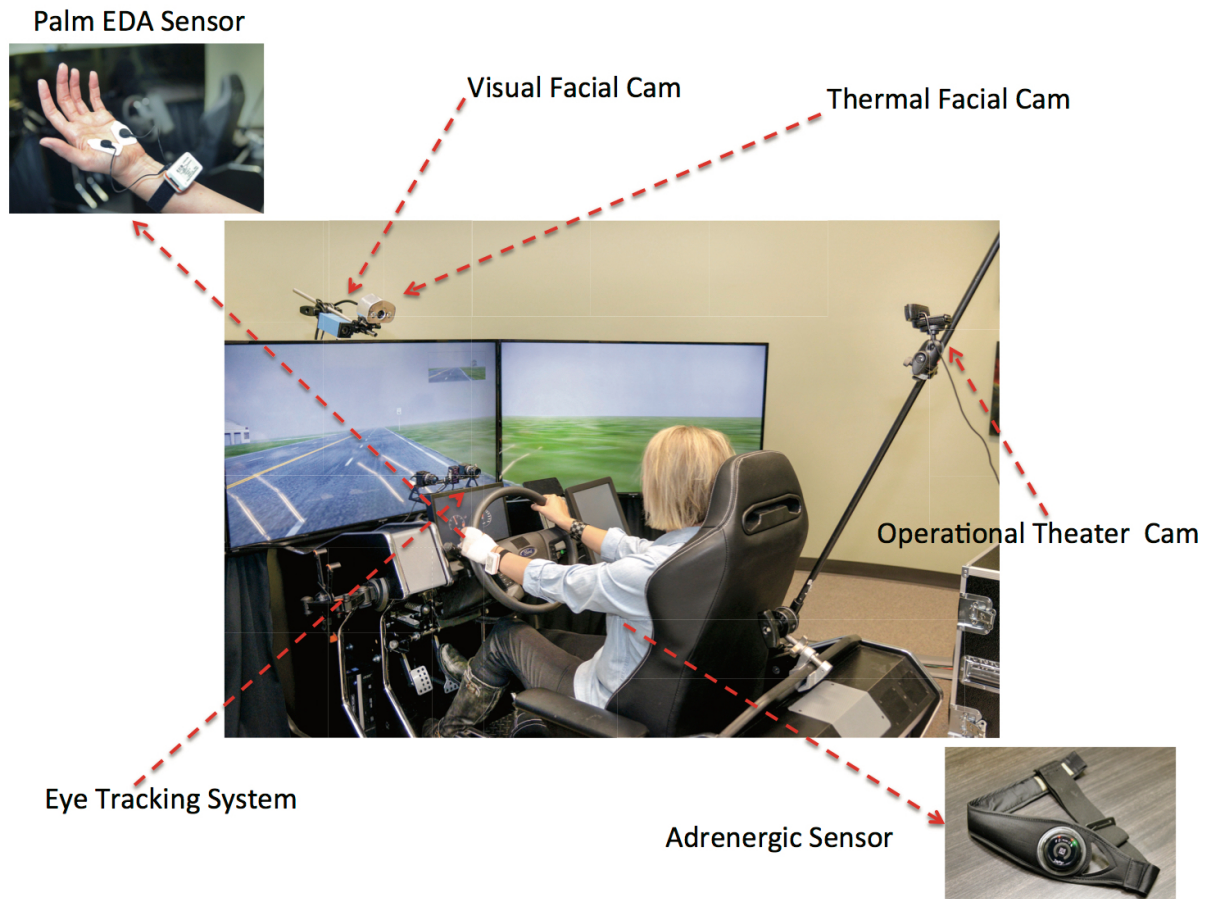 Palm EDA Sensor
Visual Facial Cam
Thermal Facial Cam
Operational Theater Cam
Eye Tracking System
Adrenergic Sensor